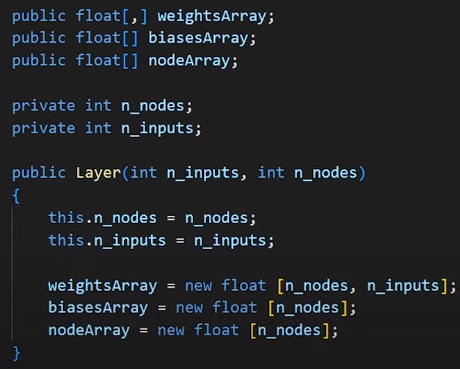 public float[,] weightsArray;
public float[] biasesArray;
public float[] nodeArray;
private int n_nodes;
private int n_inputs;
public Layer(int n_inputs, int n_nodes)
{
this.n_nodes = n_nodes;
this.n_inputs = n_inputs;
weightsArray = new float [n_nodes, n_inputs];
biasesArray = new float [n_nodes];
nodeArray = new float [n_nodes];
}